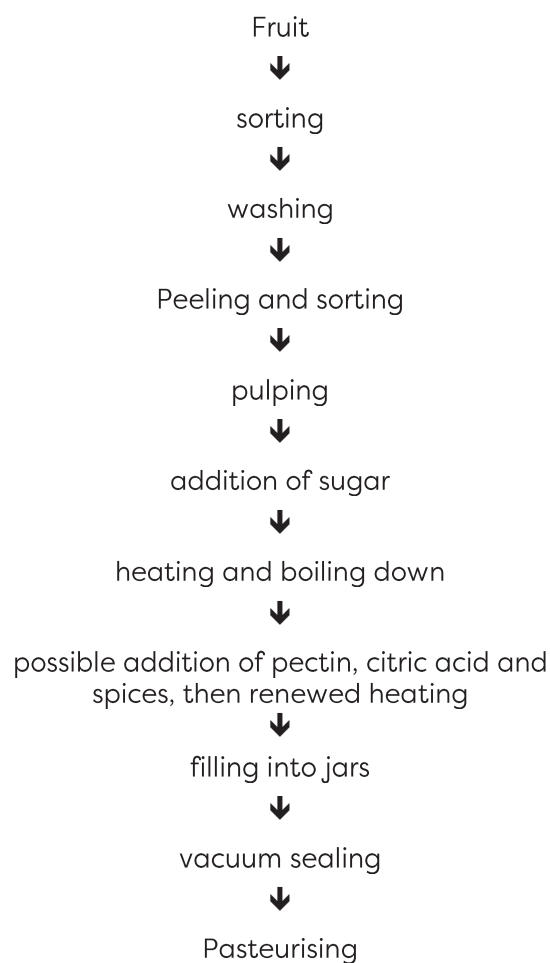 Fruit
sorting
washing
Peeling and sorting
pulping
addition of sugar
heating and boiling down
possible addition of pectin, citric acid and
spices, then renewed heating
filling into jars
vacuum sealing
Pasteurising